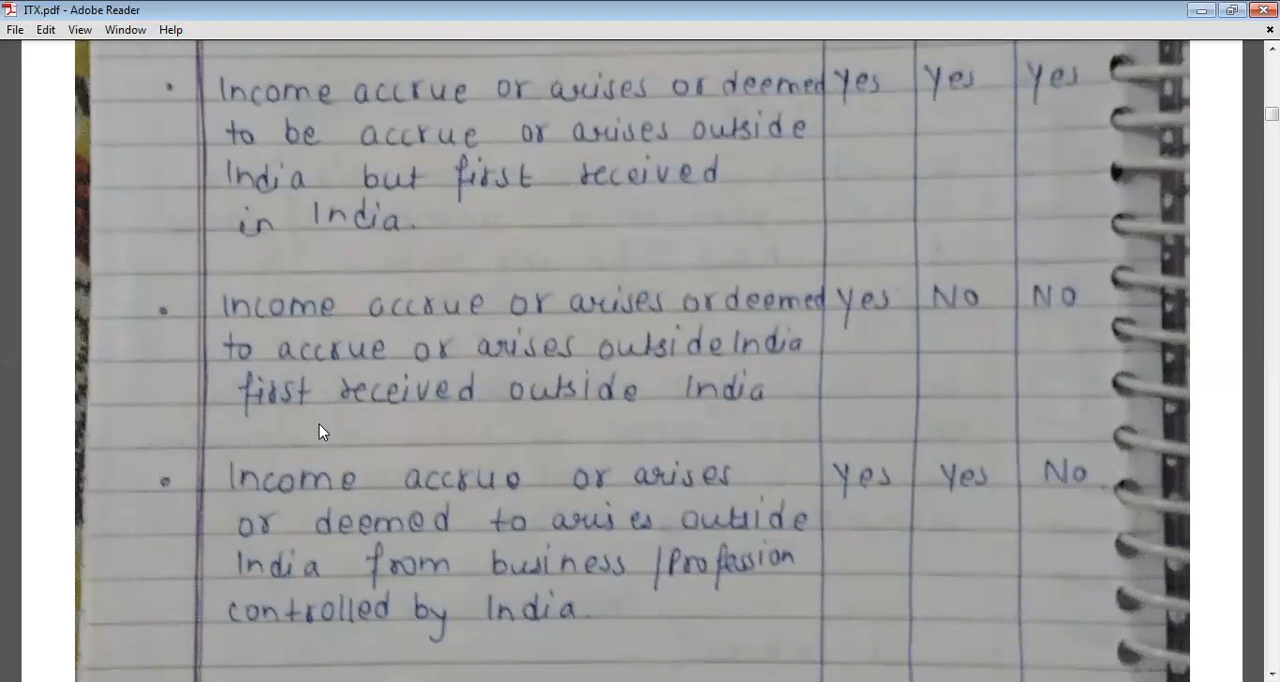 ITX.pdf - Adobe Reader
File Edit View Window Help
• Income accrue or arises or deemed Yes Yes Yes
to be accrue or arises outside
India but first received
in India.
• Income accrue or arises or deemed Yes No No
to accrue or arises outside India
first received outside India
• Income accrue or arises Yes Yes No
or deemed to arises outside
India from business / Profession
controlled by India.